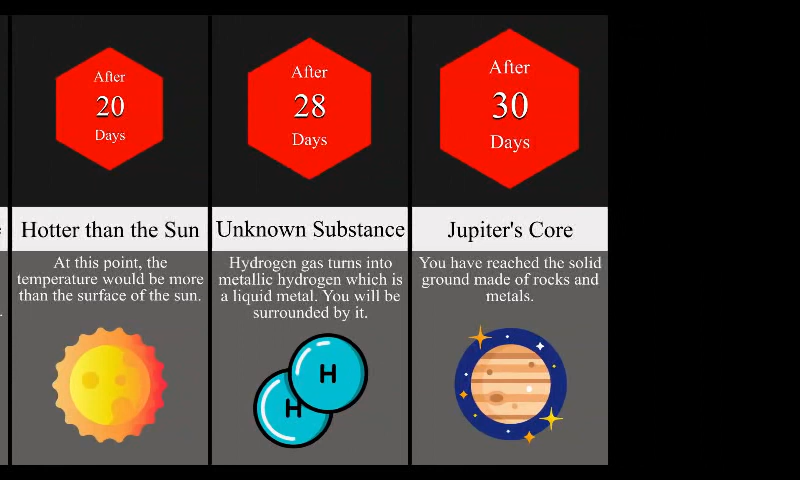 After
20
Days
Hotter than the Sun
At this point, the
temperature would be more
than the surface of the sun.
After
28
Days
Unknown Substance
Hydrogen gas turns into
metallic hydrogen which is
a liquid metal. You will be
surrounded by it.
H
H
After
30
Days
Jupiter's Core
You have reached the solid
ground made of rocks and
metals.